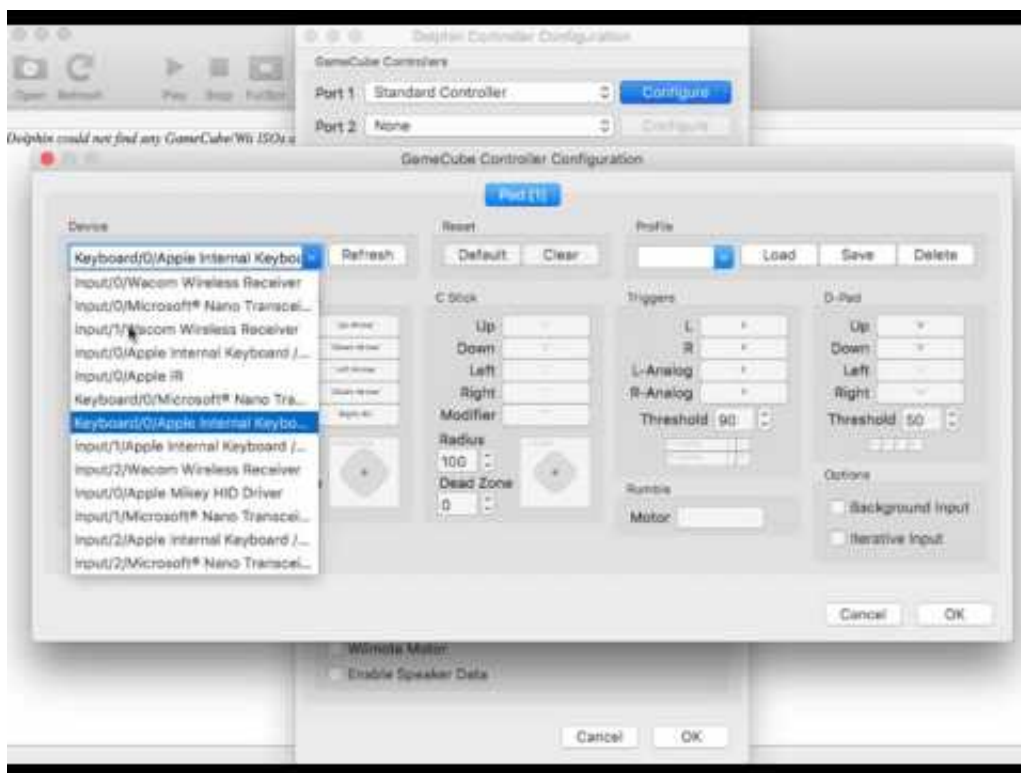 Dolphin Controller Configuration
GameCube Controllers
Open Refresh Play Stop
Port 1 Standard Controller Configure
Port 2 None Configure
Dolphin could not find any GameCube/Wii ISOs
GameCube Controller Configuration
Pad [1]
Device Reset Profile
Keyboard/0/Apple Internal Keyboa Refresh Default Clear Load Save Delete
Input/0/Wacom Wireless Receiver
Input/0/Microsoft® Nano Transcei...
Input/1/Wacom Wireless Receiver
Input/0/Apple Internal Keyboard /...
Input/0/Apple IR
Keyboard/0/Microsoft® Nano Tra...
Keyboard/0/Apple Internal Keybo...
Input/1/Apple Internal Keyboard /...
Input/2/Wacom Wireless Receiver
Input/0/Apple Mikey HID Driver
Input/1/Microsoft® Nano Transcei...
Input/2/Apple Internal Keyboard /...
Input/2/Microsoft® Nano Transcei...
C Stick
Up
Down
Left
Right
Modifier
Radius
100
Dead Zone
0
Triggers
L
R
L-Analog
R-Analog
Threshold 90
Rumble
Motor
D-Pad
Up
Down
Left
Right
Threshold 50
Options
Background Input
Iterative Input
Cancel OK
Wiimote Motor
Enable Speaker Data
Cancel OK